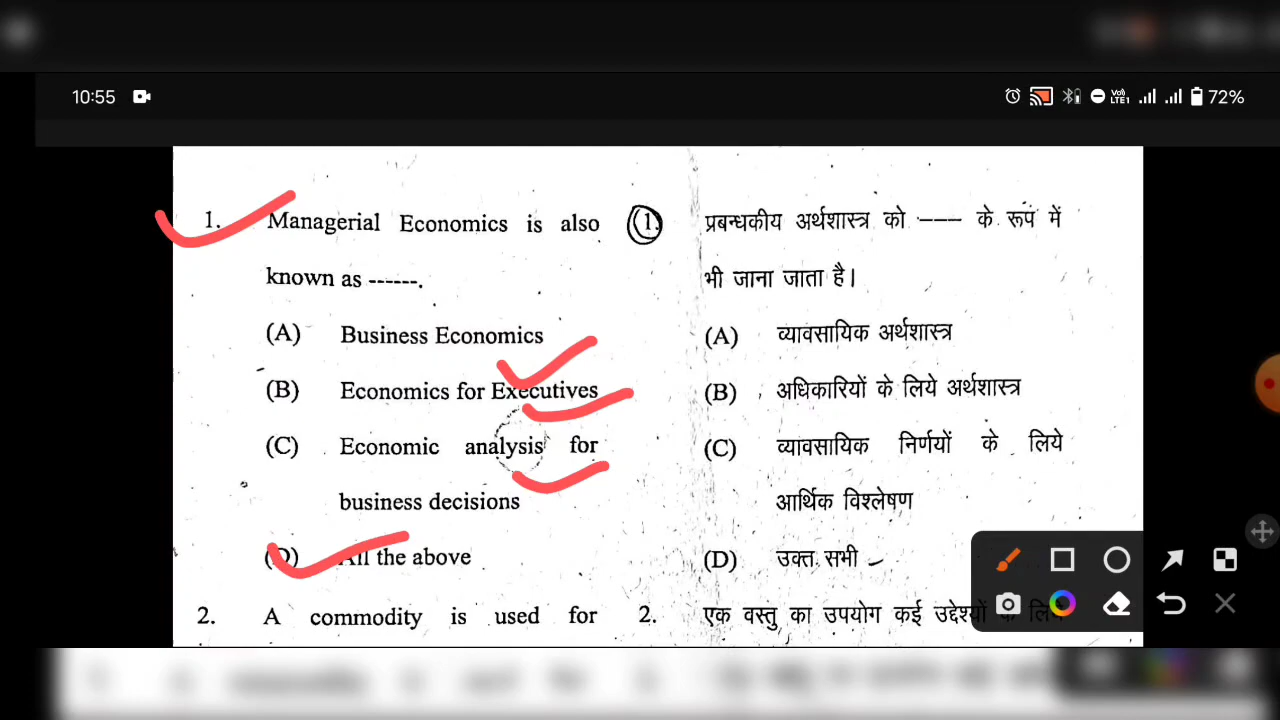 10:55
VoI)
LTE1
72%
1. Managerial Economics is also
known as ------.
(A) Business Economics
(B) Economics for Executives
(C) Economic analysis for
business decisions
(D) All the above
2. A commodity is used for
1. प्रबन्धकीय अर्थशास्त्र को ––– के रूप में
भी जाना जाता है।
(A) व्यावसायिक अर्थशास्त्र
(B) अधिकारियों के लिये अर्थशास्त्र
(C) व्यावसायिक निर्णयों के लिये
आर्थिक विश्लेषण
(D) उक्त सभी
2. एक वस्तु का उपयोग कई उद्देश्यों के लिये